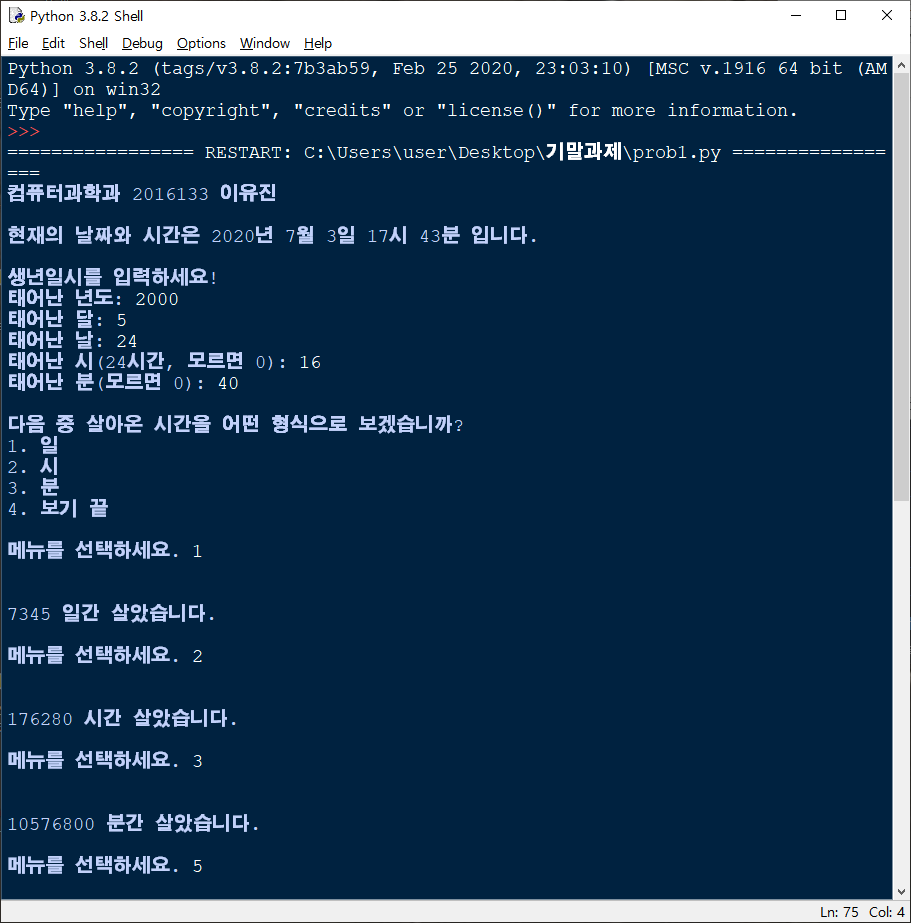 Python 3.8.2 Shell
File Edit Shell Debug Options Window Help
Python 3.8.2 (tags/v3.8.2:7b3ab59, Feb 25 2020, 23:03:10) [MSC v.1916 64 bit (AM
D64)] on win32
Type "help", "copyright", "credits" or "license()" for more information.
>>>
================= RESTART: C:\Users\user\Desktop\기말과제\prob1.py ==============
===
컴퓨터과학과 2016133 이유진
현재의 날짜와 시간은 2020년 7월 3일 17시 43분 입니다.
생년일시를 입력하세요!
태어난 년도: 2000
태어난 달: 5
태어난 날: 24
태어난 시(24시간, 모르면 0): 16
태어난 분(모르면 0): 40
다음 중 살아온 시간을 어떤 형식으로 보겠습니까?
1. 일
2. 시
3. 분
4. 보기 끝
메뉴를 선택하세요. 1
7345 일간 살았습니다.
메뉴를 선택하세요. 2
176280 시간 살았습니다.
메뉴를 선택하세요. 3
10576800 분간 살았습니다.
메뉴를 선택하세요. 5
Ln: 75 Col: 4